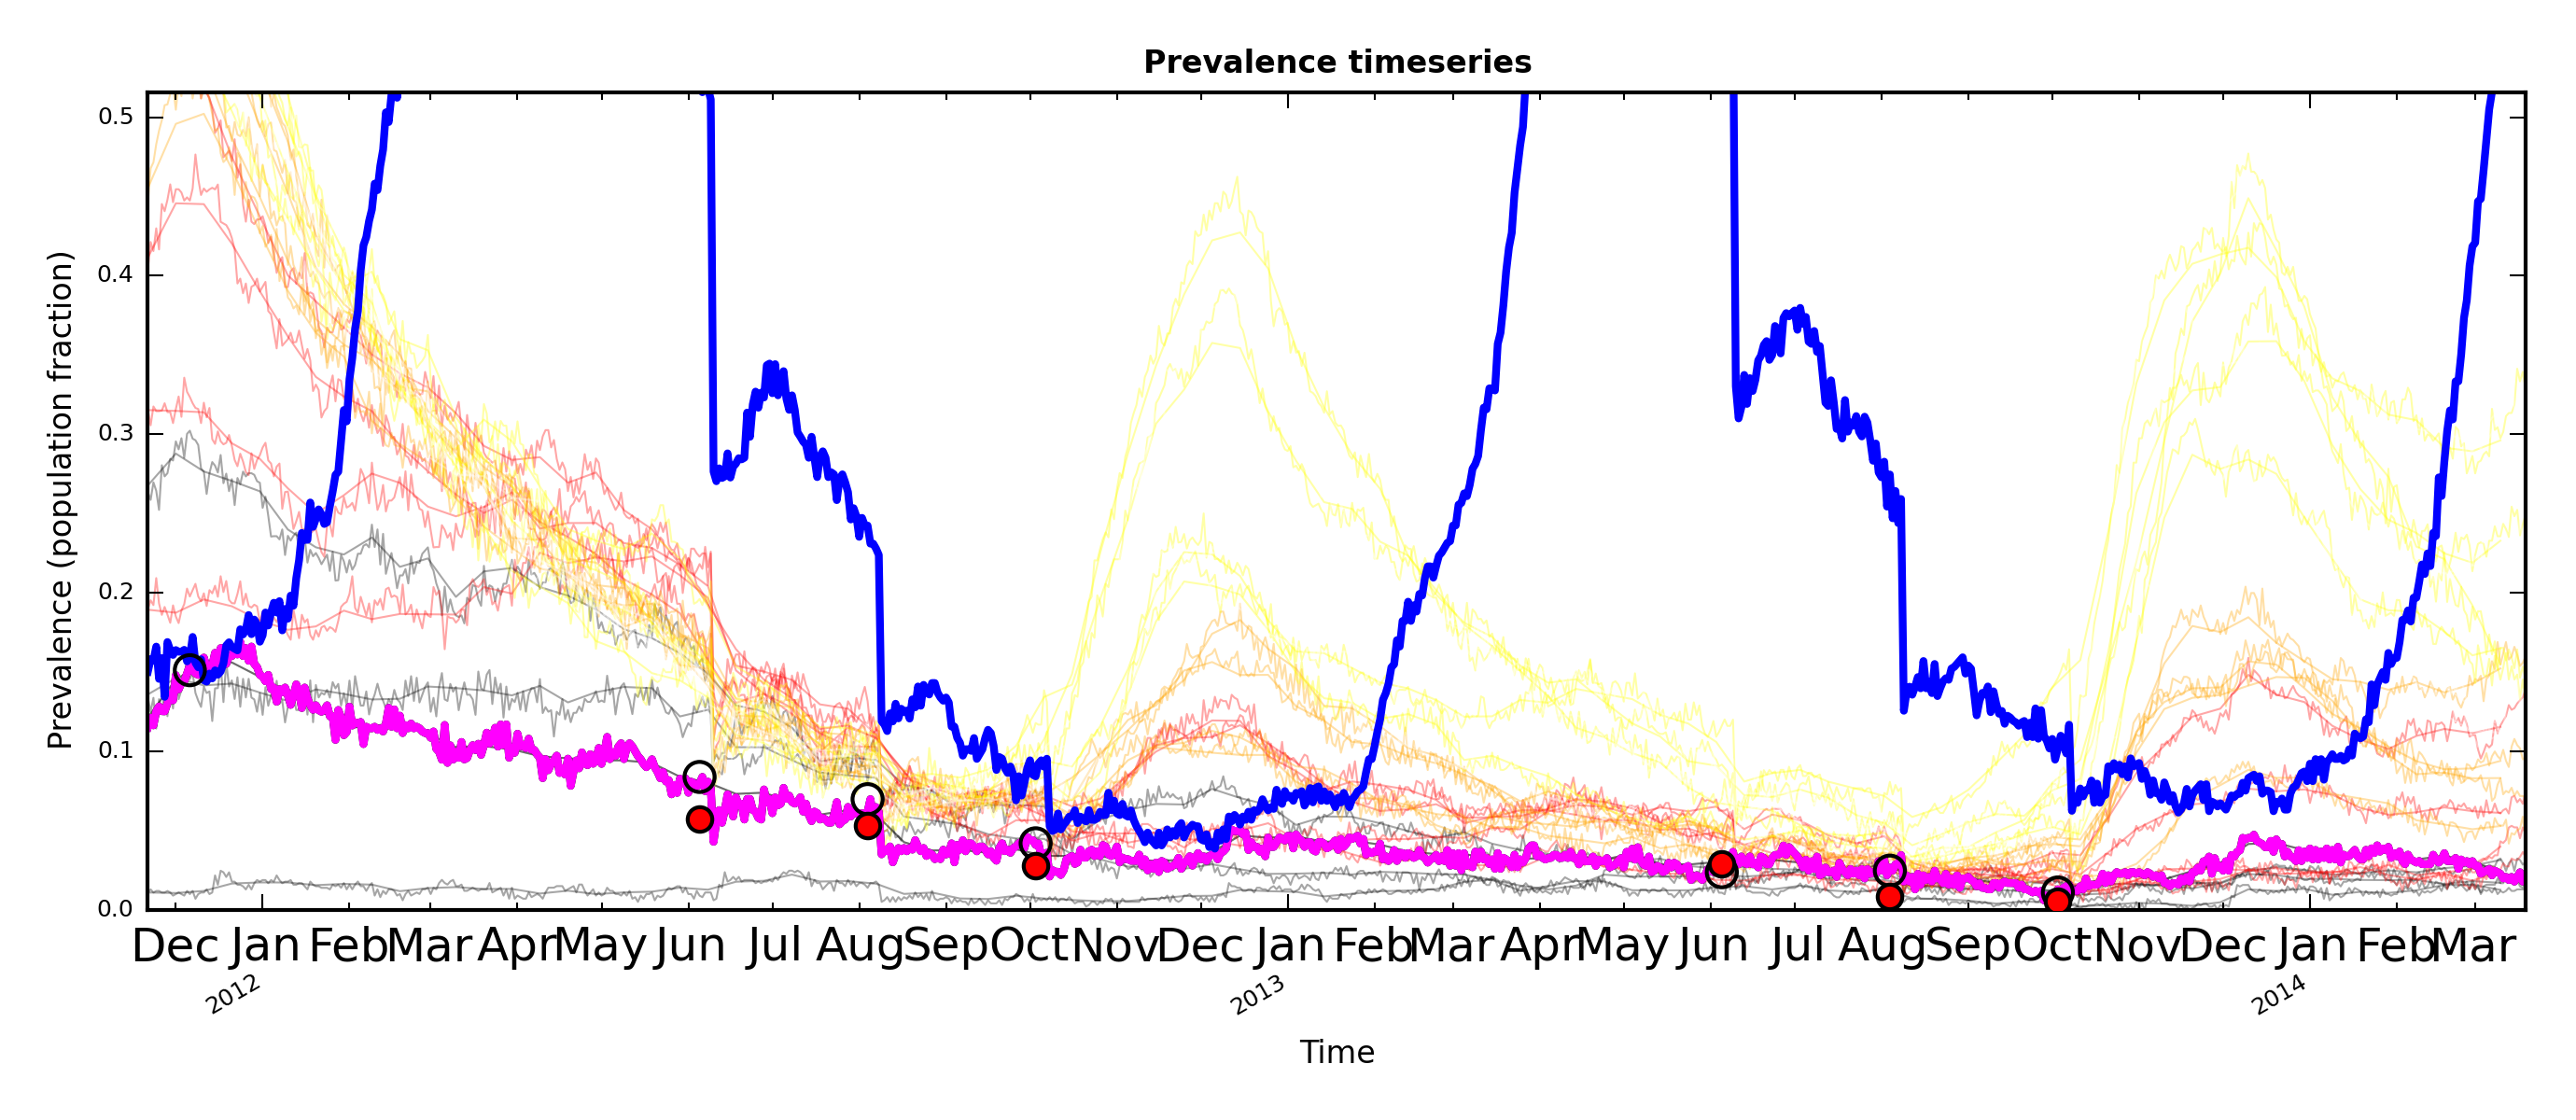 Prevalence timeseries
Prevalence (population fraction)
0.5
0.4
0.3
0.2
0.1
0.0
Dec Jan Feb Mar Apr May Jun Jul Aug Sep Oct Nov Dec Jan Feb Mar Apr May Jun Jul Aug Sep Oct Nov Dec Jan Feb Mar
2012 2013 2014
Time